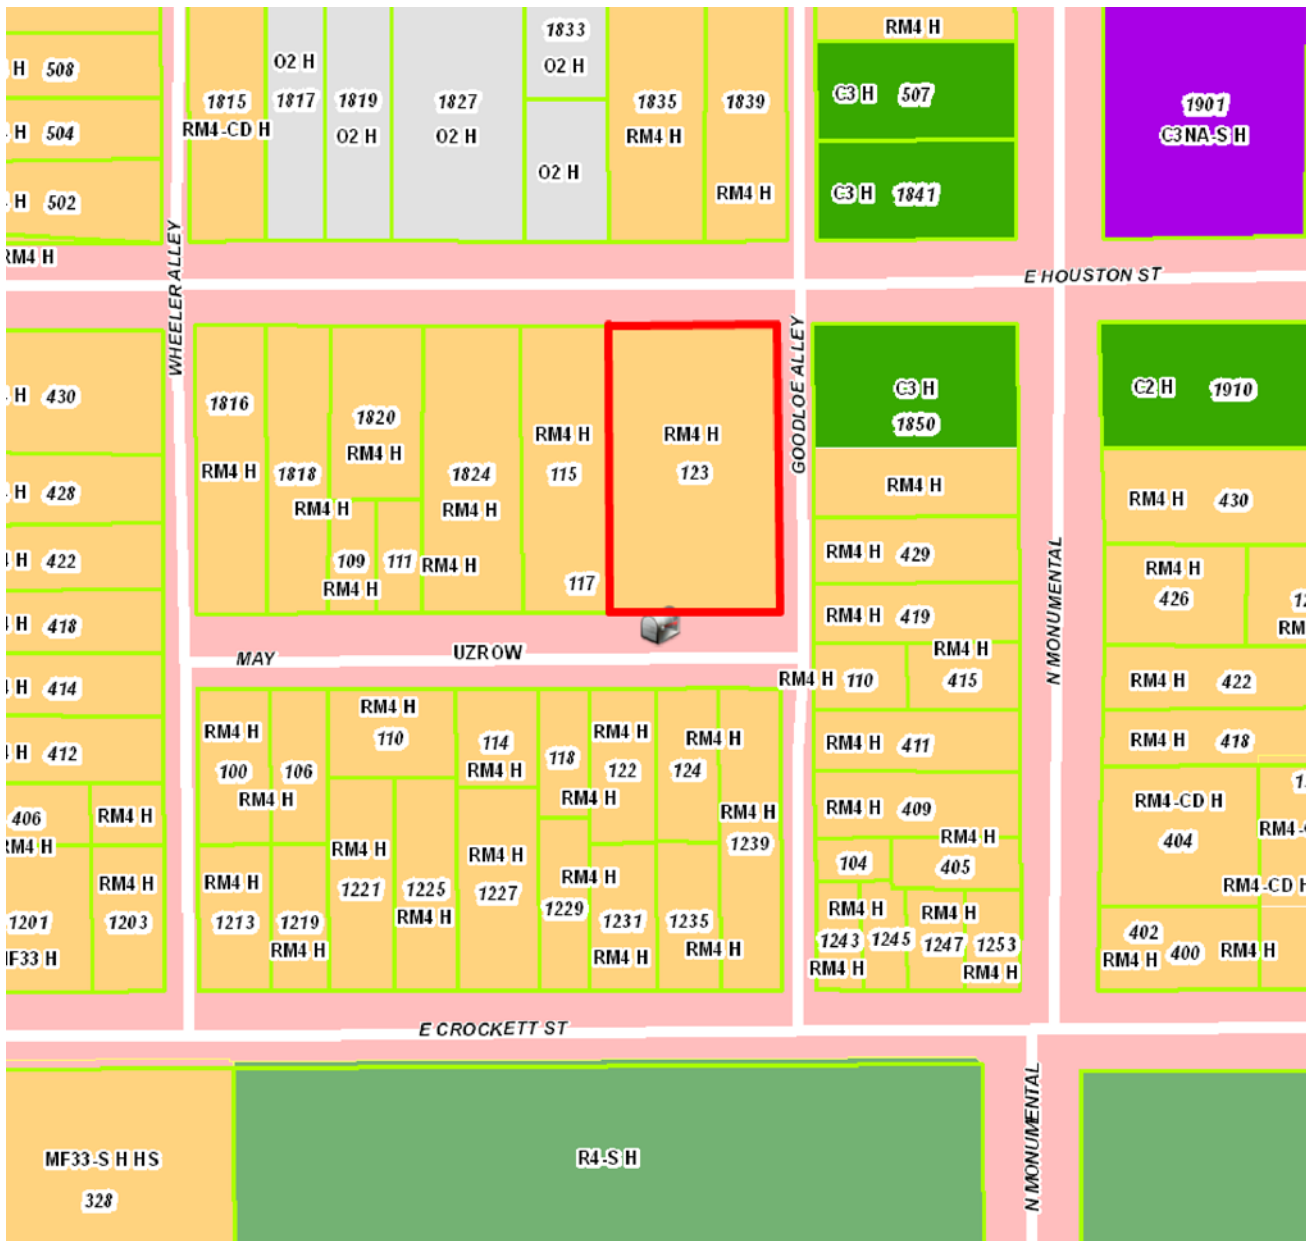 1833
RM4 H
H 508
O2 H
O2 H
C3 H 507
1815
1817
1819
1827
1835
1839
1901
RM4-CD H
O2 H
O2 H
RM4 H
C3NA-S H
H 504
O2 H
H 502
RM4 H
C3 H 1841
RM4 H
WHEELER ALLEY
E HOUSTON ST
GOODLOE ALLEY
H 430
1816
1820
C3 H
1850
C2 H 1910
RM4 H
RM4 H
RM4 H
RM4 H
1818
1824
115
123
H 428
RM4 H
RM4 H
RM4 H
RM4 H 430
H 422
109
111
RM4 H
RM4 H
117
RM4 H 429
N MONUMENTAL
RM4 H
426
H 418
RM4 H 419
RM
MAY
UZROW
RM4 H
H 414
RM4 H 110
415
RM4 H 422
RM4 H
110
H 412
RM4 H
100
106
RM4 H
114
RM4 H
118
RM4 H
RM4 H
122
RM4 H
124
RM4 H 411
RM4 H 418
406
RM4 H
RM4 H
RM4 H
1239
RM4 H 409
RM4-CD H
404
RM4-
RM4 H
RM4 H
1221
RM4 H
1227
104
405
RM4 H
1203
RM4 H
1213
1219
RM4 H
1225
RM4 H
RM4 H
1229
1231
RM4 H
1235
RM4 H
RM4 H
1243
RM4 H
1245
RM4 H
1247
1253
RM4 H
RM4-CD H
402
RM4 H
400
RM4 H
1201
MF33 H
E CROCKETT ST
N MONUMENTAL
MF33-S H HS
328
R4-S H